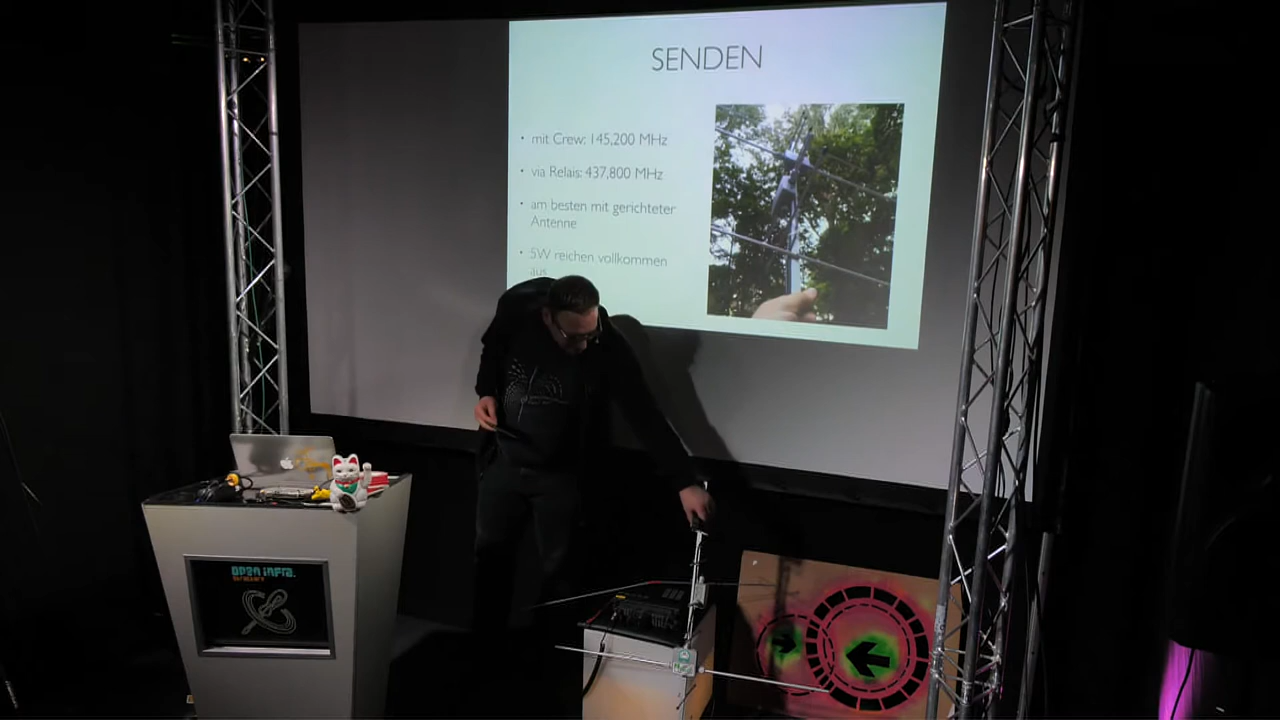 SENDEN
• mit Crew: 145,200 MHz
• via Relais: 437,800 MHz
• am besten mit gerichteter
Antenne
• 5W reichen vollkommen
aus
open infra.